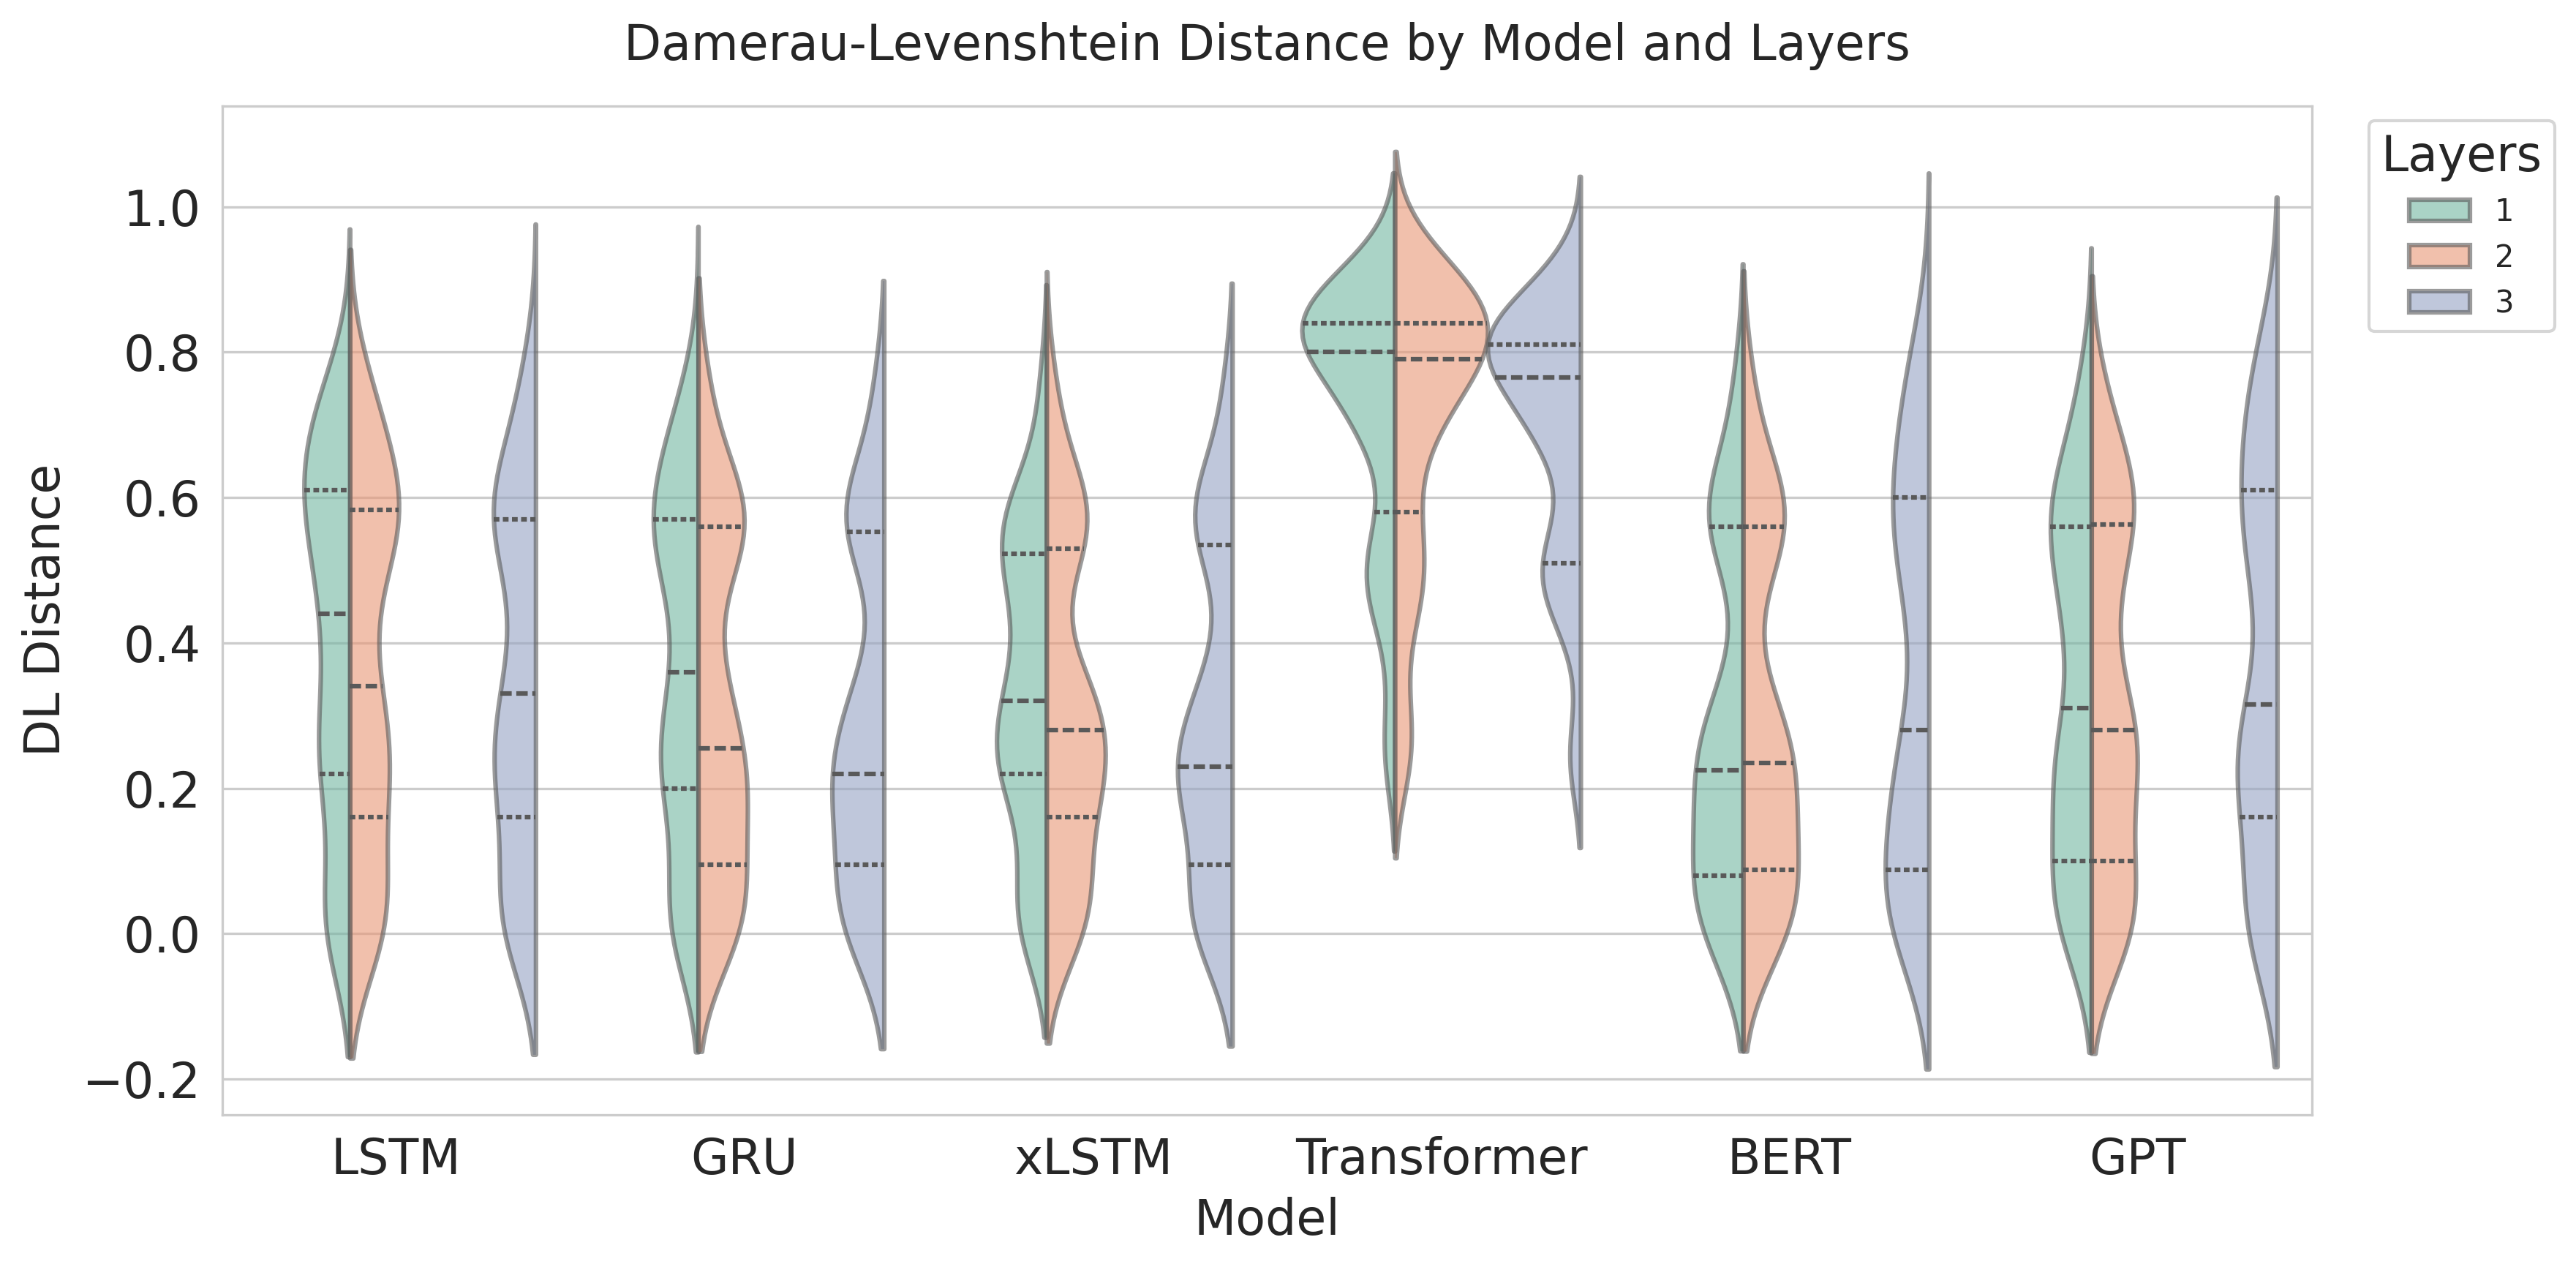 Damerau-Levenshtein Distance by Model and Layers
Layers
1
2
3
DL Distance
1.0
0.8
0.6
0.4
0.2
0.0
−0.2
LSTM GRU xLSTM Transformer BERT GPT
Model